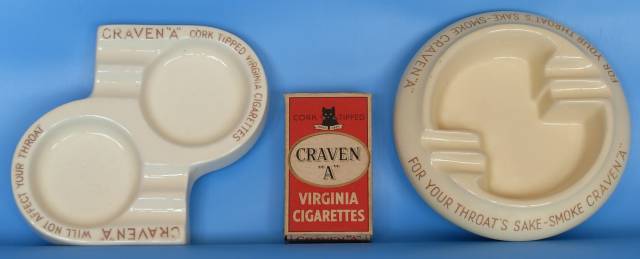 CRAVEN "A" CORK TIPPED VIRGINIA CIGARETTES
CRAVEN "A" WILL NOT AFFECT YOUR THROAT
CORK TIPPED
CRAVEN
"A"
VIRGINIA
CIGARETTES
FOR YOUR THROAT'S SAKE-SMOKE CRAVEN "A"
FOR YOUR THROAT'S SAKE-SMOKE CRAVEN "A"